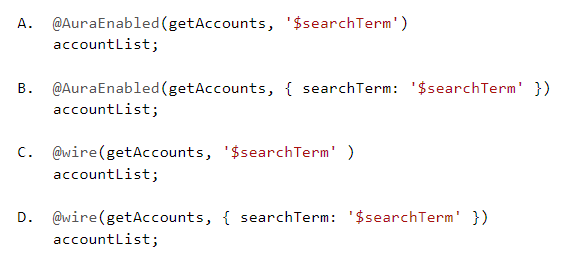 A. @AuraEnabled(getAccounts, '$searchTerm')
accountList;
B. @AuraEnabled(getAccounts, { searchTerm: '$searchTerm' })
accountList;
C. @wire(getAccounts, '$searchTerm' )
accountList;
D. @wire(getAccounts, { searchTerm: '$searchTerm' })
accountList;